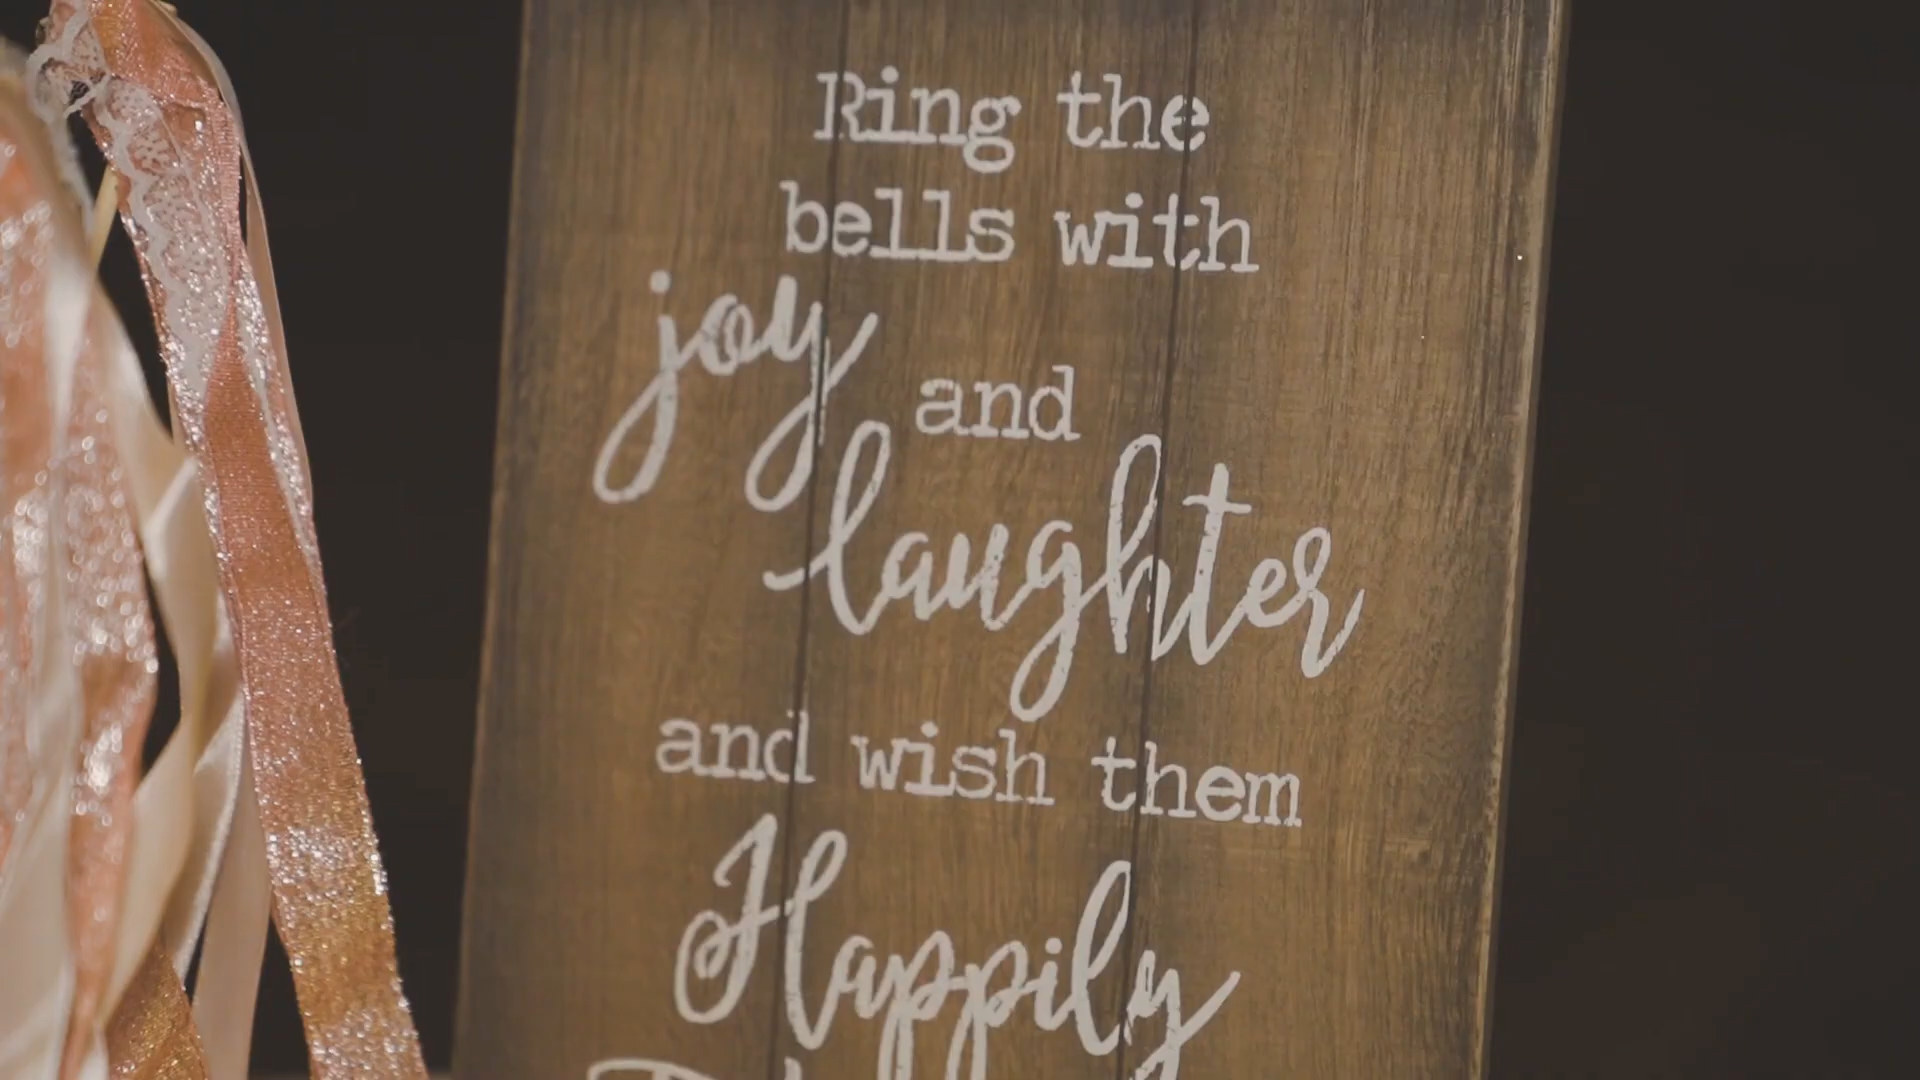 Ring the
bells with
joy and
laughter
and wish them
Happily